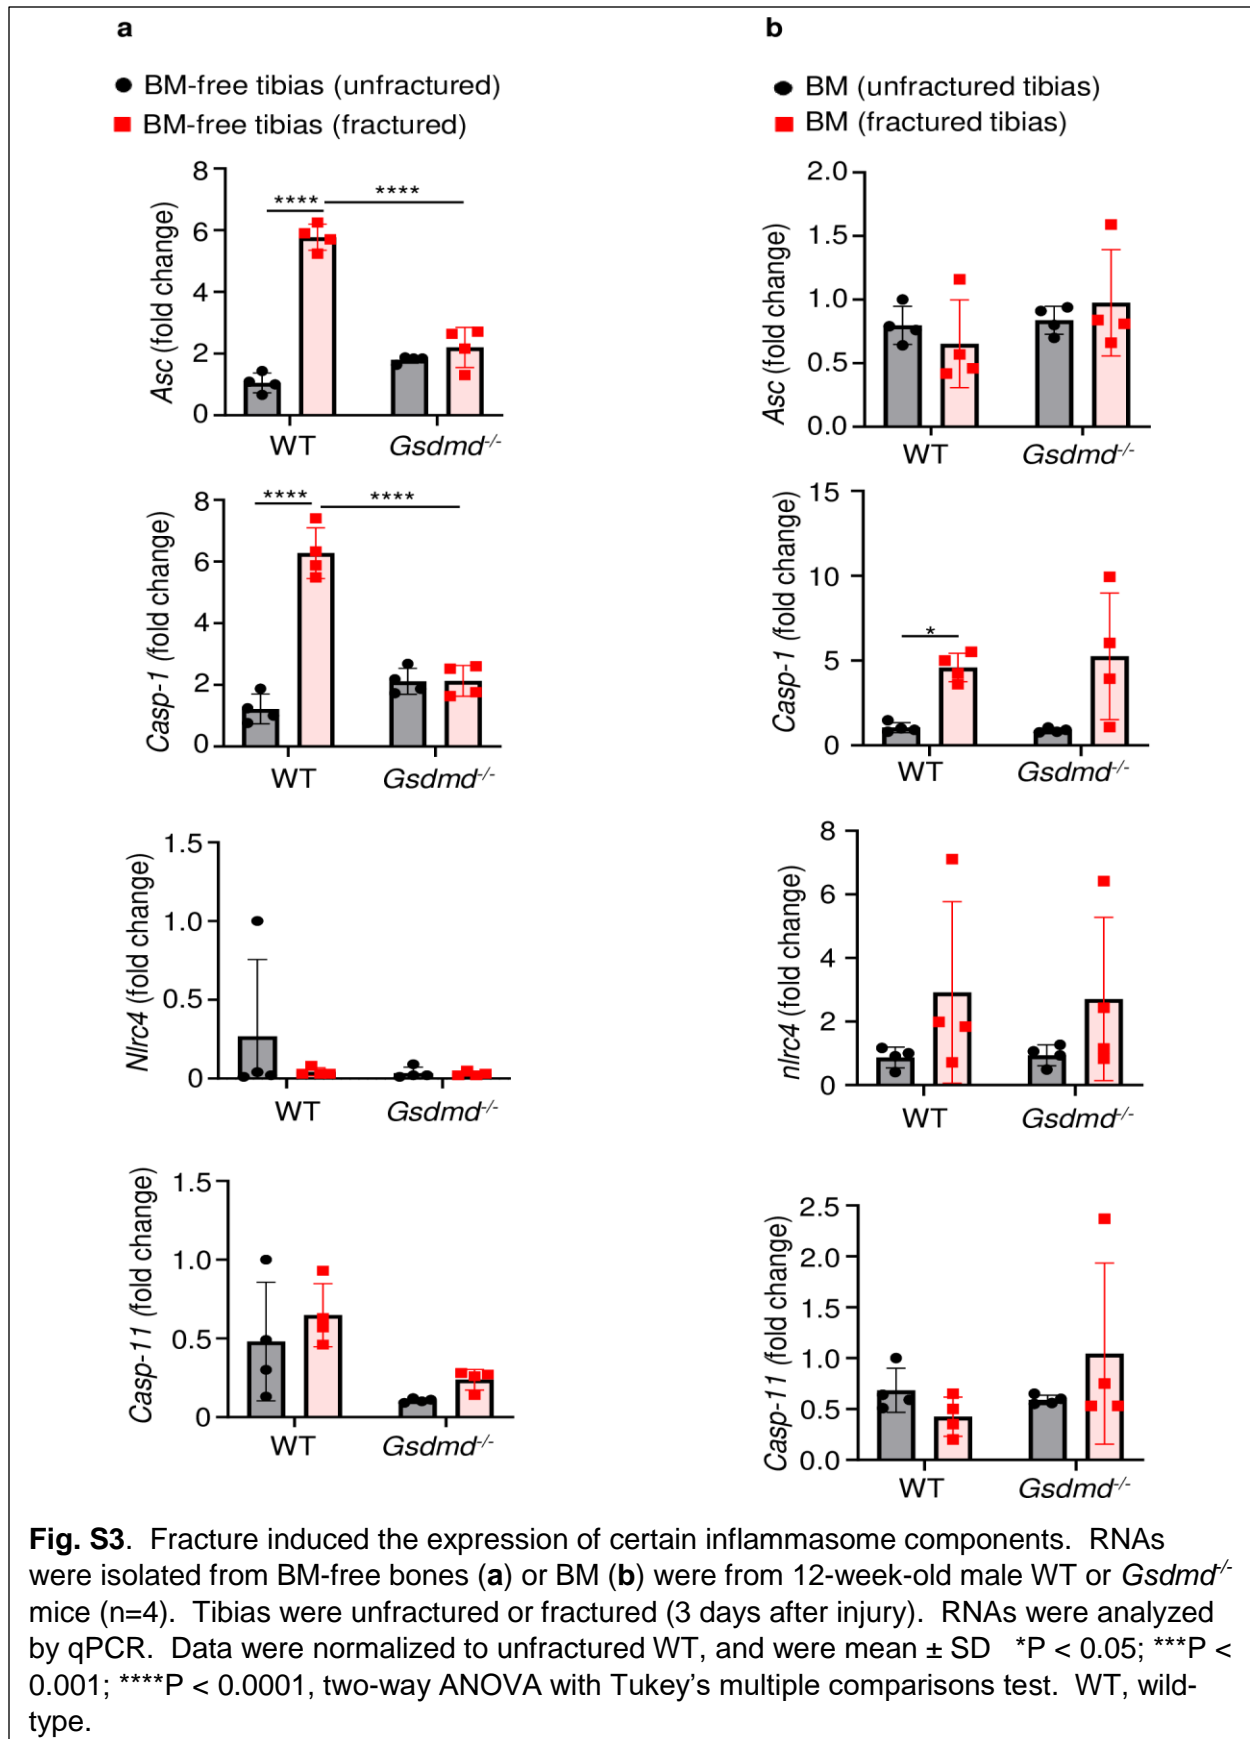 a
BM-free tibias (unfractured)
BM-free tibias (fractured)
8
6
4
2
0
Asc (fold change)
****
****
WT
Gsdmd-/-
8
6
4
2
0
Casp-1 (fold change)
****
****
WT
Gsdmd-/-
1.5
1.0
0.5
0
Nlrc4 (fold change)
WT
Gsdmd-/-
1.5
1.0
0.5
0
Casp-11 (fold change)
WT
Gsdmd-/-
b
BM (unfractured tibias)
BM (fractured tibias)
2.0
1.5
1.0
0.5
0.0
Asc (fold change)
WT
Gsdmd-/-
15
10
5
0
Casp-1 (fold change)
*
WT
Gsdmd-/-
8
6
4
2
0
nlrc4 (fold change)
WT
Gsdmd-/-
2.5
2.0
1.5
1.0
0.5
0.0
Casp-11 (fold change)
WT
Gsdmd-/-
Fig. S3. Fracture induced the expression of certain inflammasome components. RNAs
were isolated from BM-free bones (a) or BM (b) were from 12-week-old male WT or Gsdmd-/-
mice (n=4). Tibias were unfractured or fractured (3 days after injury). RNAs were analyzed
by qPCR. Data were normalized to unfractured WT, and were mean ± SD *P < 0.05; ***P <
0.001; ****P < 0.0001, two-way ANOVA with Tukey's multiple comparisons test. WT, wild-
type.